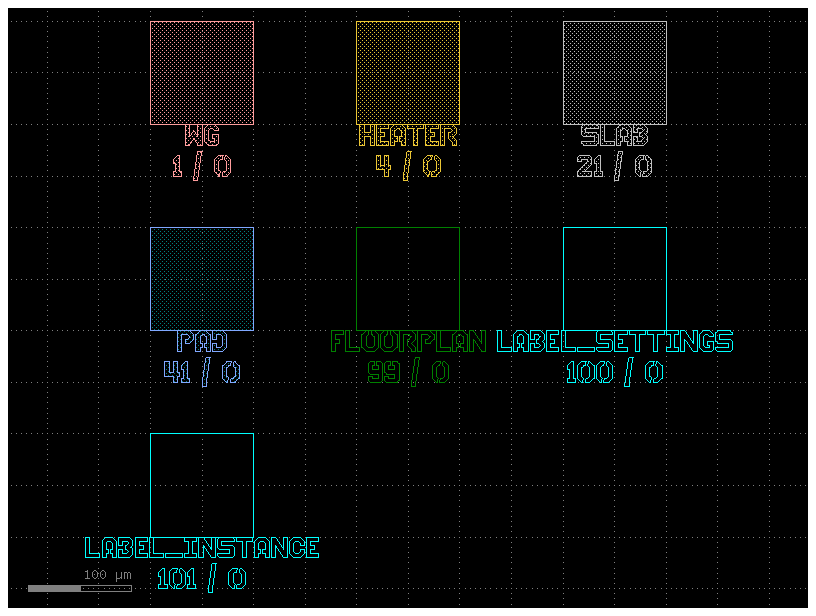 WG
1 / 0
HEATER
4 / 0
SLAB
21 / 0
PAD
41 / 0
FLOORPLAN
99 / 0
LABEL_SETTINGS
100 / 0
LABEL_INSTANCE
101 / 0
100 µm